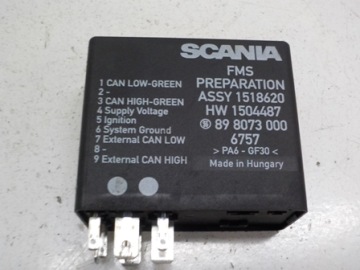 SCANIA
FMS
PREPARATION
ASSY 1518620
HW 1504487
89 8073 000
6757
> PA6 - GF30 <
Made in Hungary
1 CAN LOW-GREEN
2 -
3 CAN HIGH-GREEN
4 Supply Voltage
5 Ignition
6 System Ground
7 External CAN LOW
8 -
9 External CAN HIGH